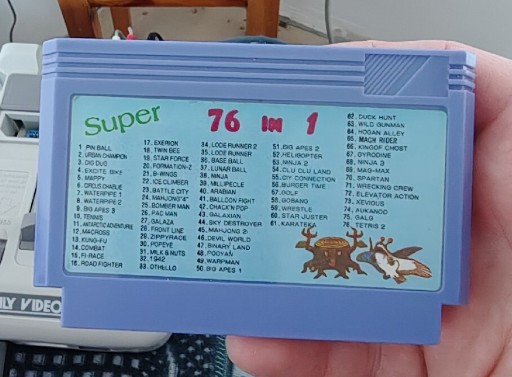 Super 76 IN 1
1. PIN BALL
2. URBAN CHAMPION
3. DIG DUG
4. EXCITE BIKE
5. MAPPY
6. CIRCUS CHARLIE
7. WATERPIPE 1
8. WATERPIPE 2
9. BIG APES 3
10. TENNIS
11. ANTARCTIC ADVENTURE
12. MACROSS
13. KUNG-FU
14. COMBAT
15. F1-RACE
16. ROAD FIGHTER
17. EXERION
18. TWIN BEE
19. STAR FORCE
20. FORMATION-Z
21. B-WINGS
22. ICE CLIMBER
23. BATTLE CITY
24. MAHJONG"4"
25. BOMBER MAN
26. PAC MAN
27. GALAZA
28. FRONT LINE
29. ZIPPYRACE
30. POPEYE
31. MILK & NUTS
32. 1942
33. OTHELLO
34. LODE RUNNER 2
35. LODE RUNNER
36. BASE BALL
37. LUNAR BALL
38. NINJA
39. MILLIPECLE
40. ARABIAN
41. BALLOON FIGHT
42. CHACK'N POP
43. GALAXIAN
44. SKY DESTROYER
45. MAHJONG 2I
46. DEVIL WORLD
47. BINARY LAND
48. POOYAN
49. WARPMAN
50. BIG APES 1
51. BIG APES 2
52. HELIBOPTER
53. NINJA 2
54. CLU CLU LAND
55. DIY CONNECTION
56. BURGER TIME
57. GOLF
58. GOBANG
59. WRESTLE
60. STAR JUSTER
61. KARATEKA
62. DUCK HUNT
63. WILD GUNMAN
64. HOGAN ALLEY
65. MACH RIDER
66. KINGOF CHOST
67. GYRODINE
68. NINJA 3
69. MAG-MAX
70. SPARTAN
71. WRECKING CREW
72. ELEVATOR ACTION
73. XEVIOUS
74. AUKANOO
75. GALG
76. TETRIS 2
LY VIDEO